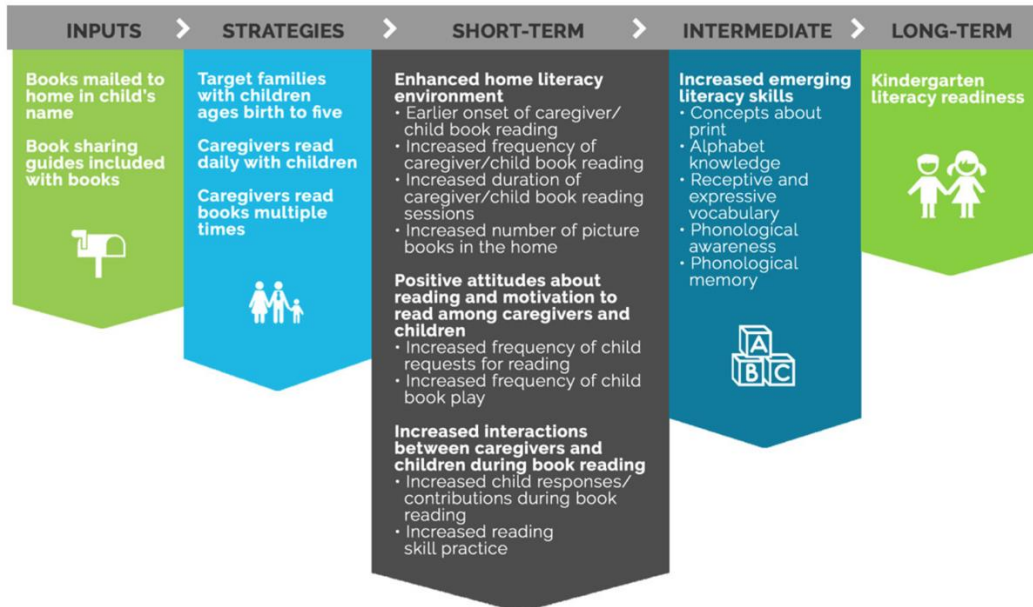 INPUTS
STRATEGIES
SHORT-TERM
INTERMEDIATE
LONG-TERM
Books mailed to
home in child's
name
Book sharing
guides included
with books
Target families
with children
ages birth to five
Caregivers read
daily with children
Caregivers read
books multiple
times
Enhanced home literacy
environment
• Earlier onset of caregiver/
child book reading
• Increased frequency of
caregiver/child book reading
• Increased duration of
caregiver/child book reading
sessions
• Increased number of picture
books in the home
Positive attitudes about
reading and motivation to
read among caregivers and
children
• Increased frequency of child
requests for reading
• Increased frequency of child
book play
Increased interactions
between caregivers and
children during book reading
• Increased child responses/
contributions during book
reading
• Increased reading
skill practice
Increased emerging
literacy skills
• Concepts about
print
• Alphabet
knowledge
• Receptive and
expressive
vocabulary
• Phonological
awareness
• Phonological
memory
A
B C
Kindergarten
literacy readiness